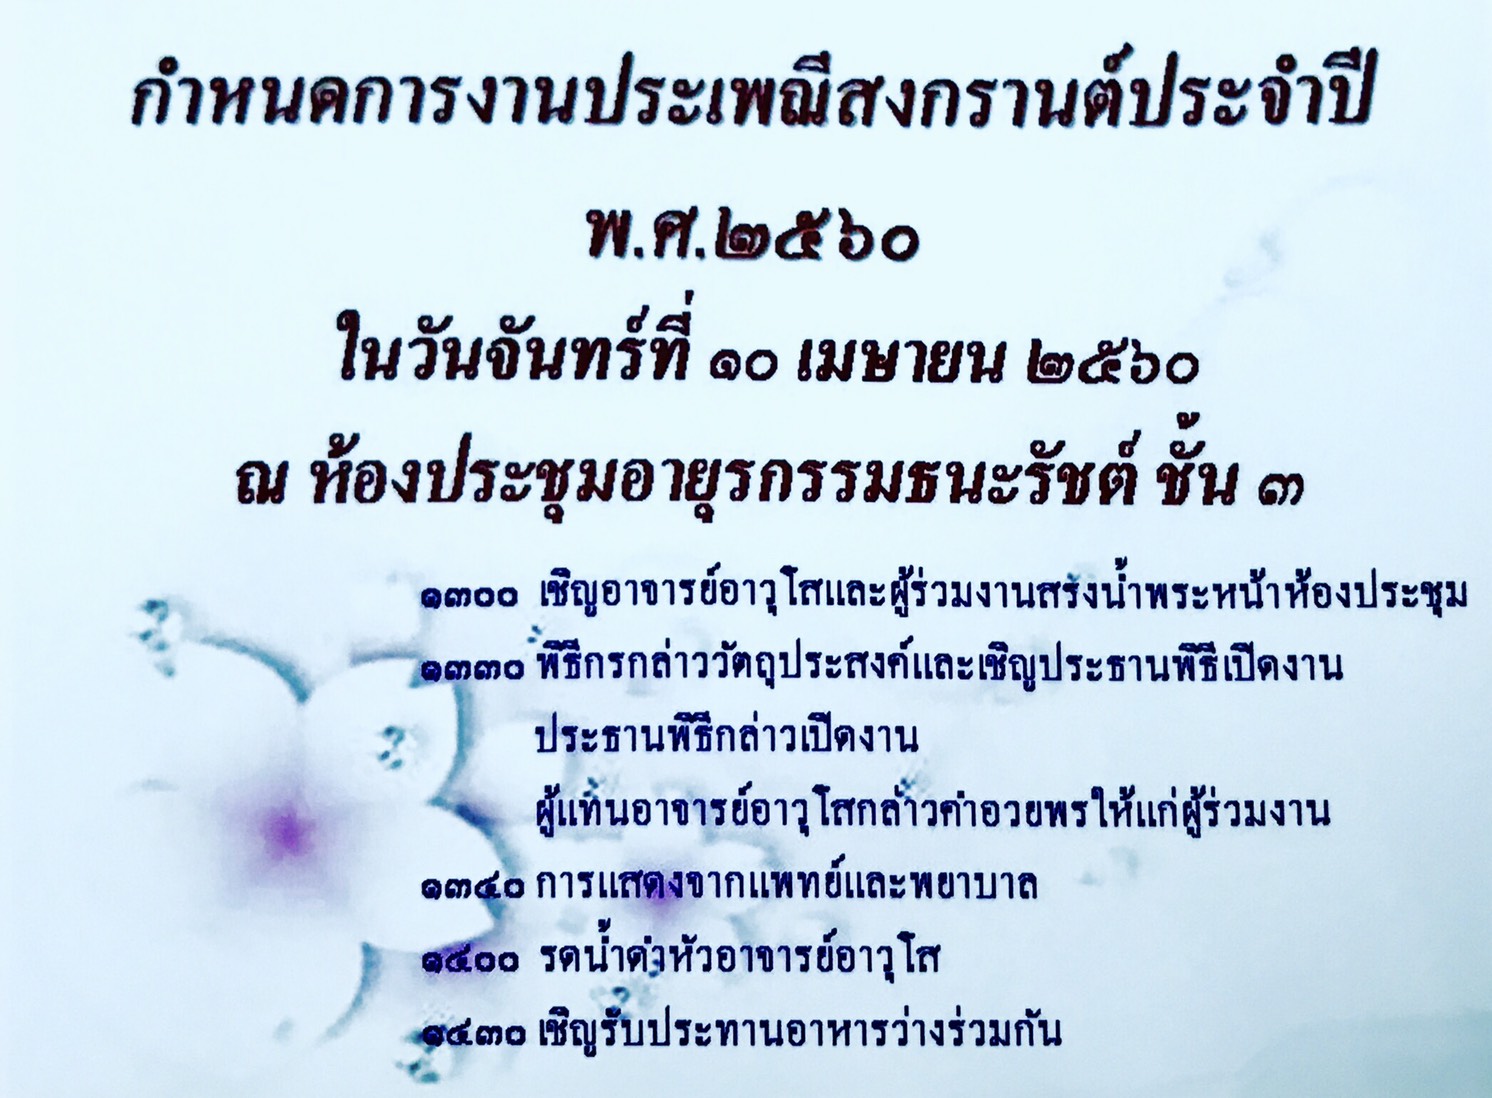 กำหนดการงานประเพณีสงกรานต์ประจำปี
พ.ศ.๒๕๖๐
ในวันจันทร์ที่ ๑๐ เมษายน ๒๕๖๐
ณ ห้องประชุมอายุรกรรมธนะรัชต์ ชั้น ๓
๑๓๐๐ เชิญอาจารย์อาวุโสและผู้ร่วมงานสรงน้ำพระหน้าห้องประชุม
๑๓๓๐ พิธีกรกล่าววัตถุประสงค์และเชิญประธานพิธีเปิดงาน
ประธานพิธีกล่าวเปิดงาน
ผู้แทนอาจารย์อาวุโสกล่าวคำอวยพรให้แก่ผู้ร่วมงาน
๑๓๔๐ การแสดงจากแพทย์และพยาบาล
๑๔๐๐ รดน้ำดำหัวอาจารย์อาวุโส
๑๔๓๐ เชิญรับประทานอาหารว่างร่วมกัน